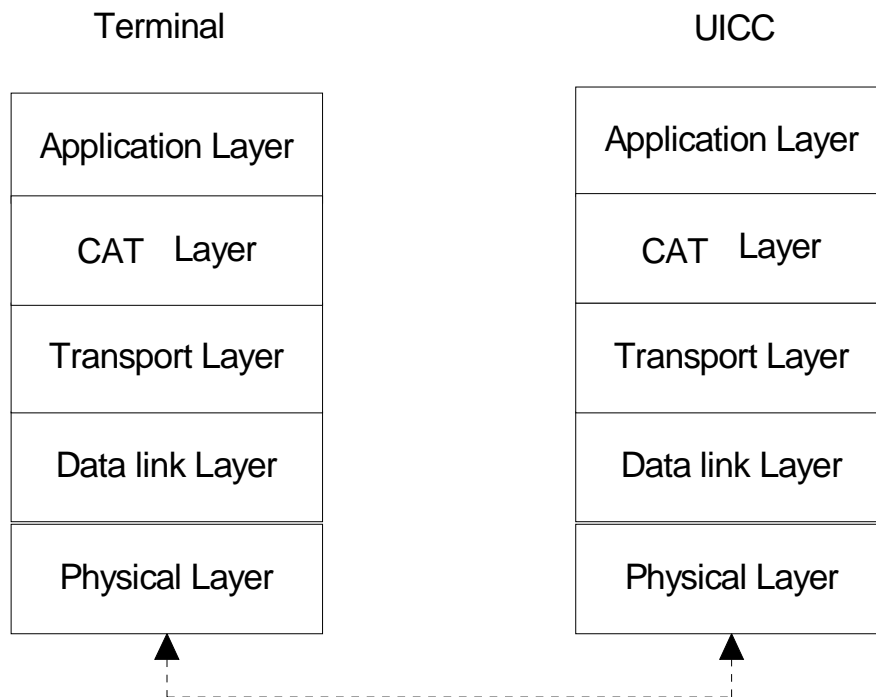 Terminal
Application Layer
CAT Layer
Transport Layer
Data link Layer
Physical Layer
UICC
Application Layer
CAT Layer
Transport Layer
Data link Layer
Physical Layer